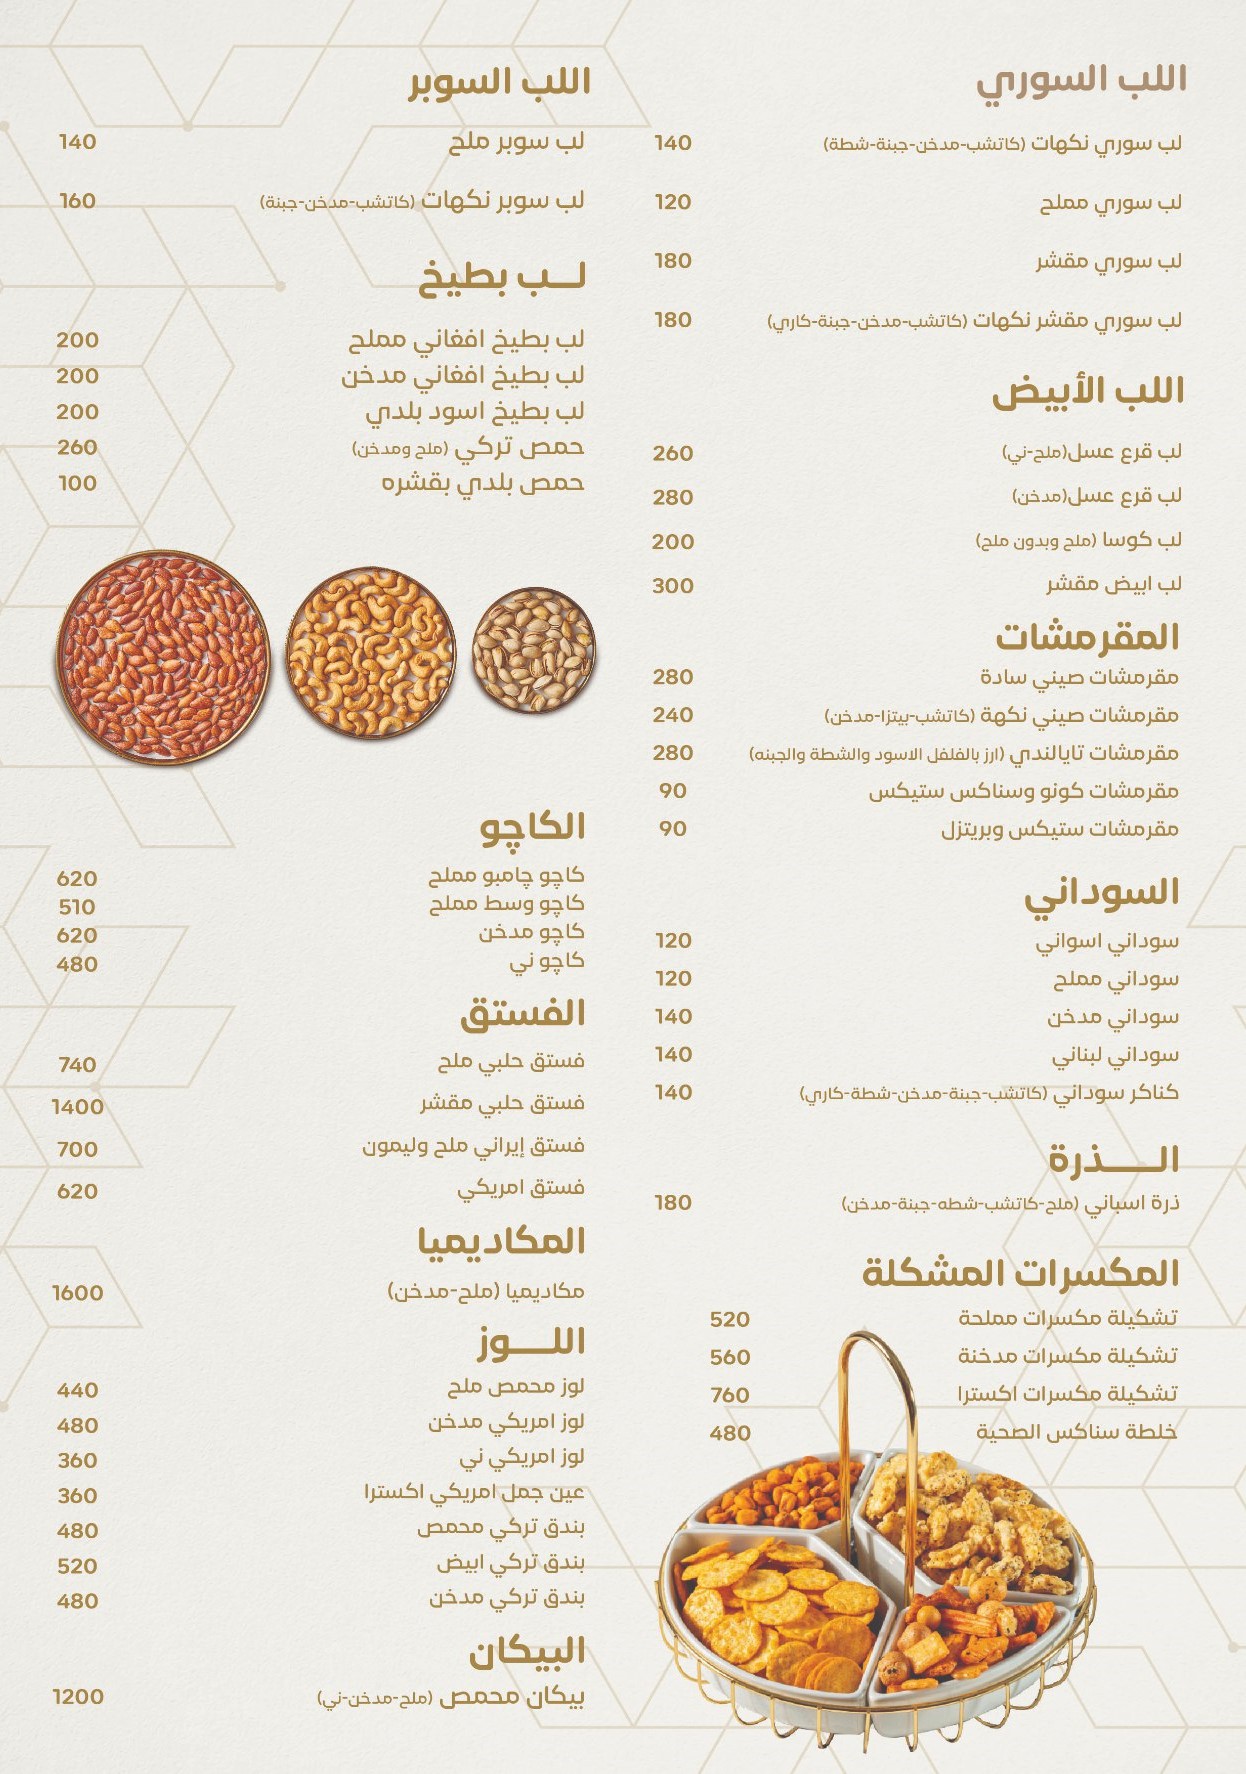 اللب السوري
لب سوري نكهات (كاتشب-مدخن-جبنة-شطة) 140
لب سوري مملح 120
لب سوري مقشر 180
لب سوري مقشر نكهات (كاتشب-مدخن-جبنة-كاري) 180
اللب الأبيض
لب قرع عسل(ملح-ني) 260
لب قرع عسل(مدخن) 280
لب كوسا (ملح وبدون ملح) 200
لب ابيض مقشر 300
المقرمشات
مقرمشات صيني سادة 280
مقرمشات صيني نكهة (كاتشب-بيتزا-مدخن) 240
مقرمشات تايالندي (ارز بالفلفل الاسود والشطة والجبنه) 280
مقرمشات كونو وسناكس ستيكس 90
مقرمشات ستيكس وبريتزل 90
السوداني
سوداني اسواني 120
سوداني مملح 120
سوداني مدخن 140
سوداني لبناني 140
كناكر سوداني (كاتشب-جبنة-مدخن-شطة-كاري) 140
الـــــذرة
ذرة اسباني (ملح-كاتشب-شطه-جبنة-مدخن) 180
المكسرات المشكلة
تشكيلة مكسرات مملحة 520
تشكيلة مكسرات مدخنة 560
تشكيلة مكسرات اكسترا 760
خلطة سناكس الصحية 480
اللب السوبر
لب سوبر ملح 140
لب سوبر نكهات (كاتشب-مدخن-جبنة) 160
لـــب بطيخ
لب بطيخ افغاني مملح 200
لب بطيخ افغاني مدخن 200
لب بطيخ اسود بلدي 200
حمص تركي (ملح ومدخن) 260
حمص بلدي بقشره 100
الكاچو
كاچو چامبو مملح 620
كاچو وسط مملح 510
كاچو مدخن 620
كاچو ني 480
الفستق
فستق حلبي ملح 740
فستق حلبي مقشر 1400
فستق إيراني ملح وليمون 700
فستق امريكي 620
المكاديميا
مكاديميا (ملح-مدخن) 1600
اللــــوز
لوز محمص ملح 440
لوز امريكي مدخن 480
لوز امريكي ني 360
عين جمل امريكي اكسترا 360
بندق تركي محمص 480
بندق تركي ابيض 520
بندق تركي مدخن 480
البيكان
بيكان محمص (ملح-مدخن-ني) 1200